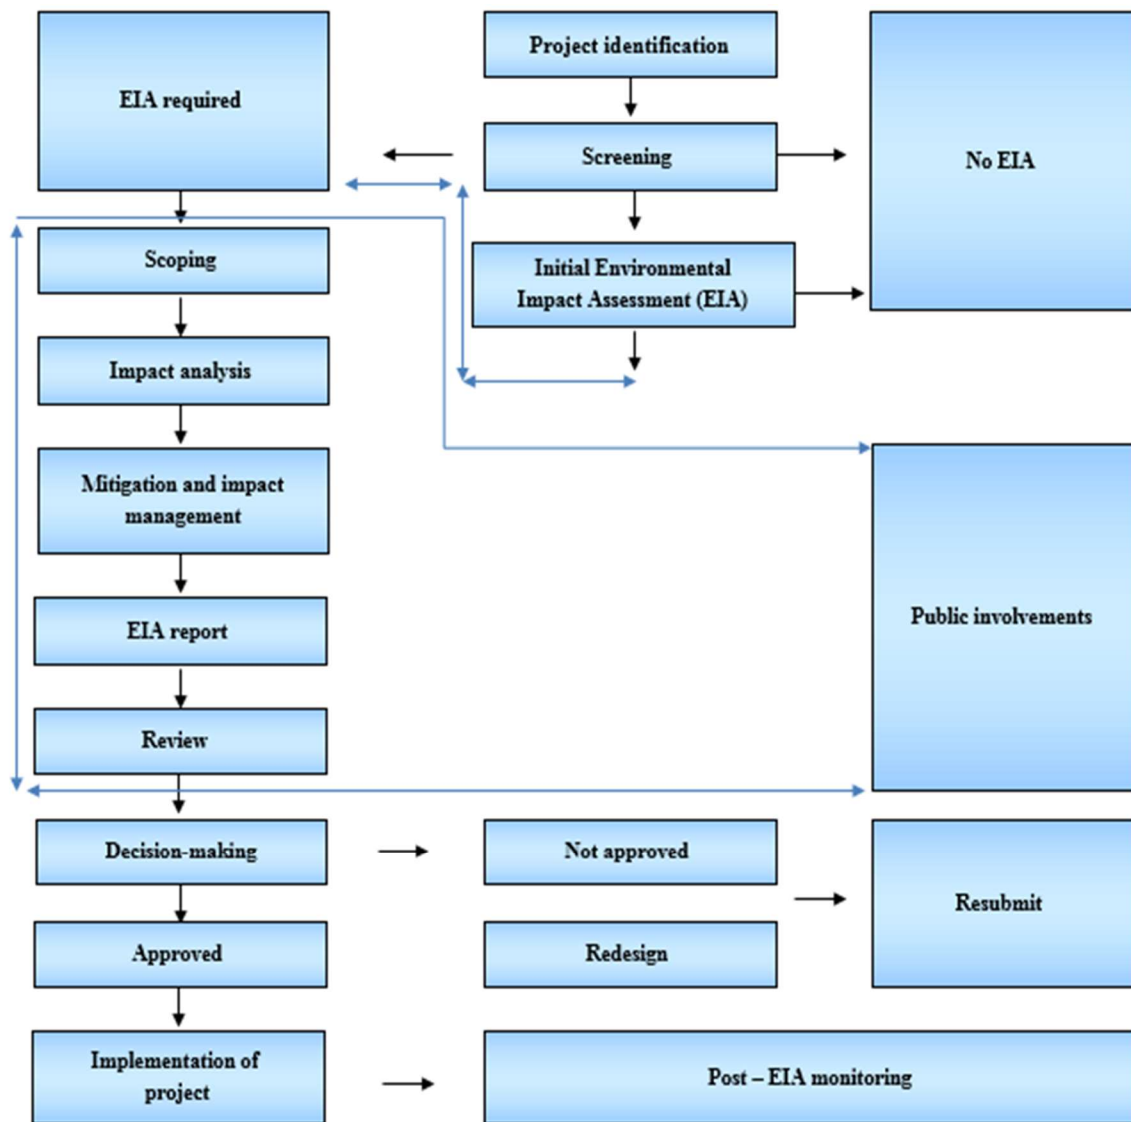 Project identification
EIA required
Screening
No EIA
Scoping
Initial Environmental
Impact Assessment (EIA)
Impact analysis
Mitigation and impact
management
EIA report
Public involvements
Review
Decision-making
Not approved
Resubmit
Approved
Redesign
Implementation of
project
Post – EIA monitoring